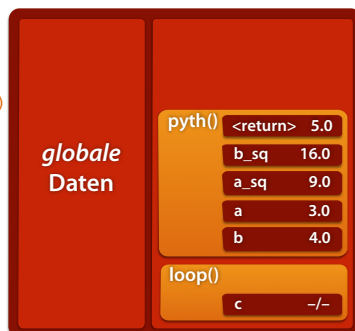 globale
Daten
pyth()
<return> 5.0
b_sq 16.0
a_sq 9.0
a 3.0
b 4.0
loop()
c –/–